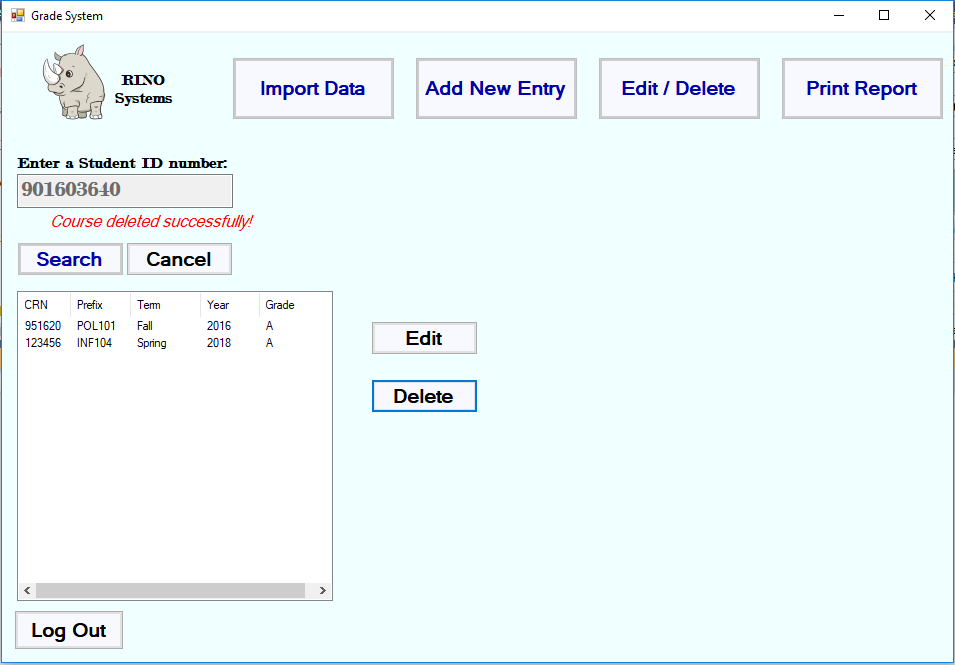 Grade System
RINO
Systems
Import Data
Add New Entry
Edit / Delete
Print Report
Enter a Student ID number:
901603640
Course deleted successfully!
Search Cancel
CRN Prefix Term Year Grade
951620 POL101 Fall 2016 A
123456 INF104 Spring 2018 A
Edit
Delete
Log Out